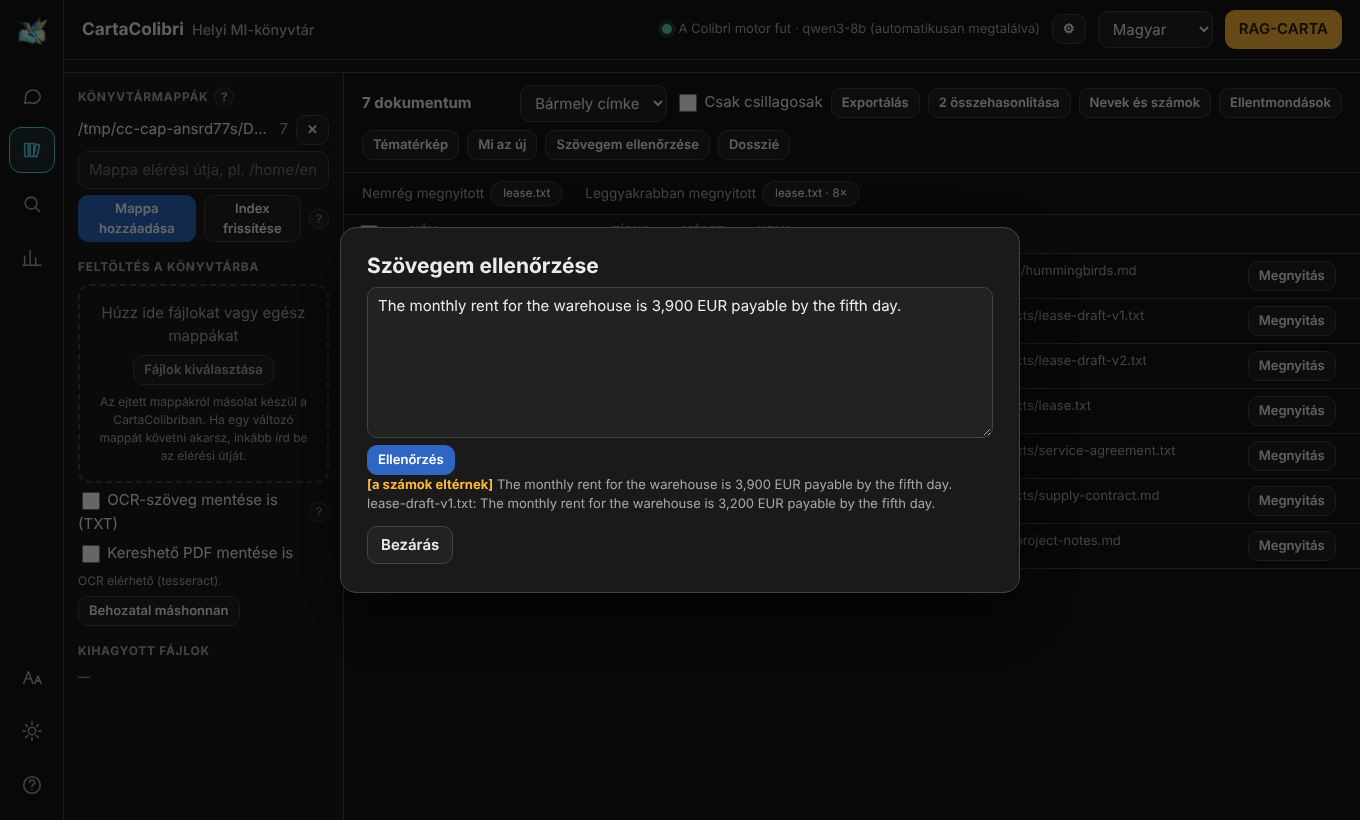 CartaColibri Helyi MI-könyvtár
A Colibrì motor fut · qwen3-8b (automatikusan megtalálva)
Magyar
RAG-CARTA
KÖNYVTÁRMAPPÁK ?
/tmp/cc-cap-ansrd77s/D... 7 ✕
Mappa elérési útja, pl. /home/en
Mappa hozzáadása
Index frissítése
?
FELTÖLTÉS A KÖNYVTÁRBA
Húzz ide fájlokat vagy egész
mappákat
Fájlok kiválasztása
Az ejtett mappákról másolat készül a
CartaColibriban. Ha egy változó
mappát követni akarsz, inkább írd be
az elérési útját.
OCR-szöveg mentése is
(TXT) ?
Kereshető PDF mentése is
OCR elérhető (tesseract).
Behozatal máshonnan
KIHAGYOTT FÁJLOK
—
7 dokumentum
Bármely címke
Csak csillagosak
Exportálás
2 összehasonlítása
Nevek és számok
Ellentmondások
Tématérkép
Mi az új
Szövegem ellenőrzése
Dosszié
Nemrég megnyitott lease.txt
Leggyakrabban megnyitott lease.txt · 8×
Szövegem ellenőrzése
The monthly rent for the warehouse is 3,900 EUR payable by the fifth day.
Ellenőrzés
[a számok eltérnek] The monthly rent for the warehouse is 3,900 EUR payable by the fifth day.
lease-draft-v1.txt: The monthly rent for the warehouse is 3,200 EUR payable by the fifth day.
Bezárás
/hummingbirds.md Megnyitás
ts/lease-draft-v1.txt Megnyitás
ts/lease-draft-v2.txt Megnyitás
ts/lease.txt Megnyitás
ts/service-agreement.txt Megnyitás
ts/supply-contract.md Megnyitás
project-notes.md Megnyitás